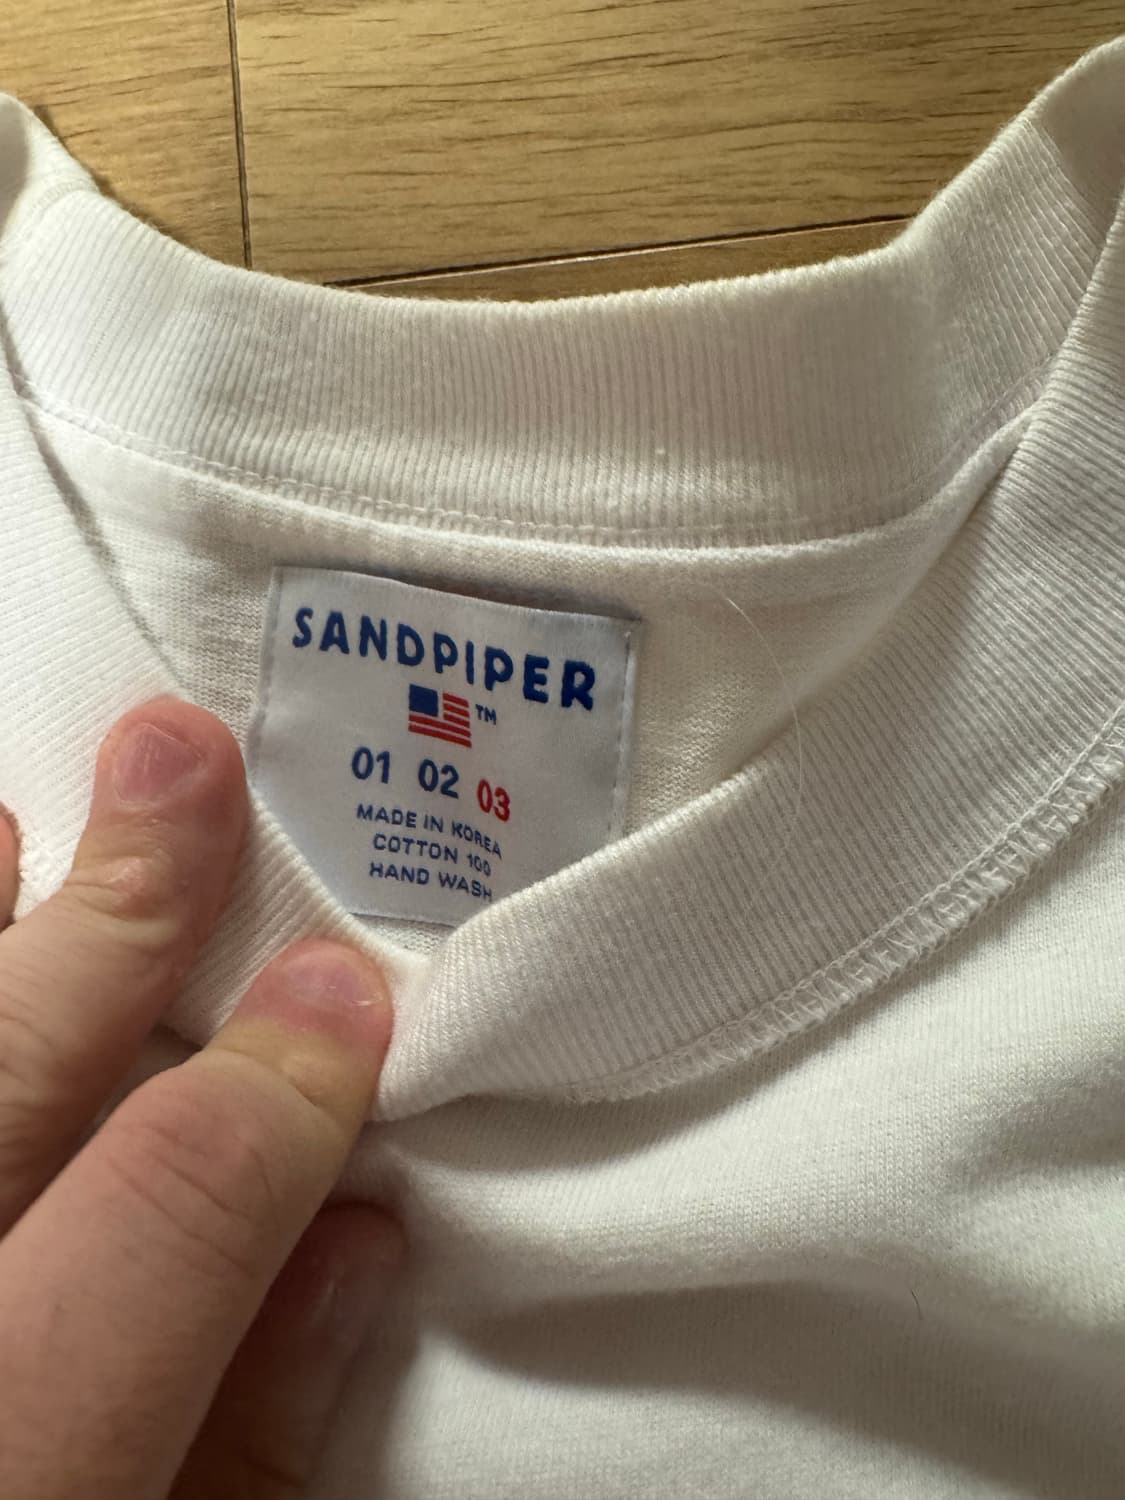 SANDPIPER
TM
01 02 03
MADE IN KOREA
COTTON 100
HAND WASH